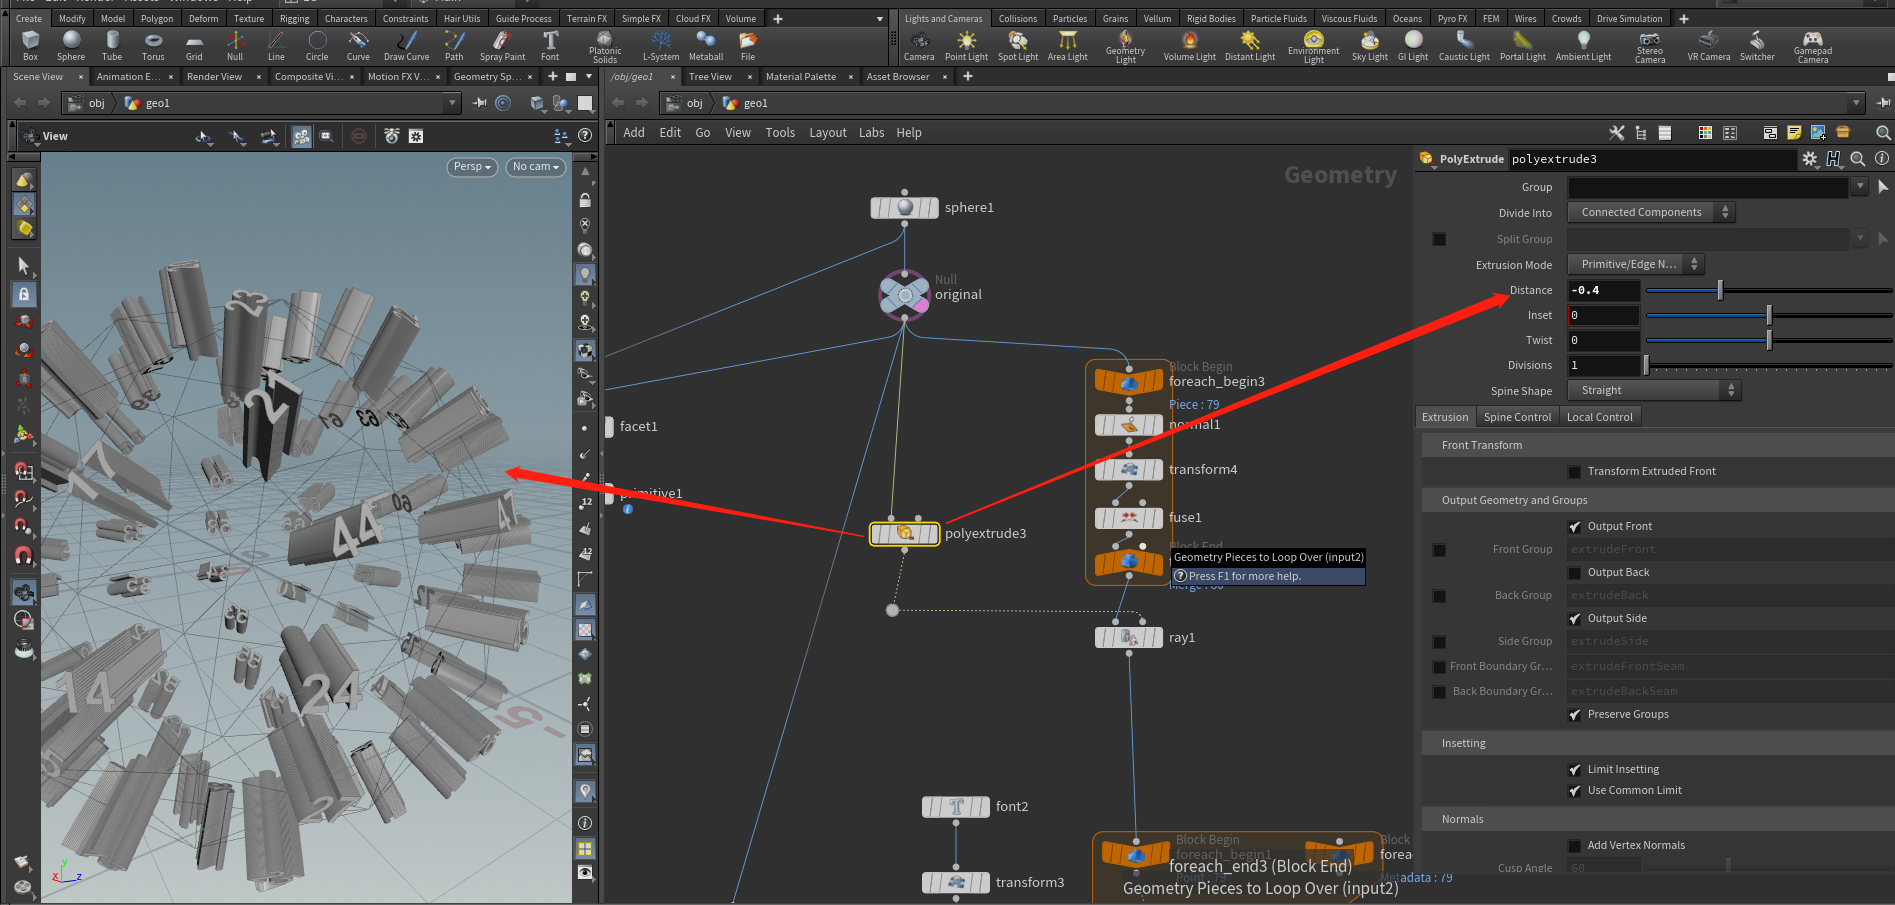 Create Modify Model Polygon Deform Texture Rigging Characters Constraints Hair Utils Guide Process Terrain FX Simple FX Cloud FX Volume
Lights and Cameras Collisions Particles Grains Vellum Rigid Bodies Particle Fluids Viscous Fluids Oceans Pyro FX FEM Wires Crowds Drive Simulation
Box Sphere Tube Torus Grid Null Line Circle Curve Draw Curve Path Spray Paint Font Platonic Solids L-System Metaball File
Camera Point Light Spot Light Area Light Geometry Light Volume Light Distant Light Environment Light Sky Light GI Light Caustic Light Portal Light Ambient Light Stereo Camera VR Camera Switcher Gamepad Camera
Scene View Animation E... Render View Composite Vi... Motion FX V... Geometry Sp...
/obj/geo1 Tree View Material Palette Asset Browser
obj geo1
obj geo1
View
Add Edit Go View Tools Layout Labs Help
Persp No cam
Geometry
sphere1
Null
original
Block Begin
foreach_begin3
Piece : 79
normal1
transform4
fuse1
Block End
Geometry Pieces to Loop Over (input2)
Press F1 for more help.
facet1
primitive1
polyextrude3
ray1
font2
transform3
Block Begin
foreach_begin1
Block
forea
foreach_end3 (Block End)
Geometry Pieces to Loop Over (input2)
Metadata : 79
PolyExtrude polyextrude3
Group
Divide Into Connected Components
Split Group
Extrusion Mode Primitive/Edge N...
Distance -0.4
Inset 0
Twist 0
Divisions 1
Spine Shape Straight
Extrusion Spine Control Local Control
Front Transform
Transform Extruded Front
Output Geometry and Groups
Output Front
Front Group extrudeFront
Output Back
Back Group extrudeBack
Output Side
Side Group extrudeSide
Front Boundary Gr... extrudeFrontSeam
Back Boundary Gr... extrudeBackSeam
Preserve Groups
Insetting
Limit Insetting
Use Common Limit
Normals
Add Vertex Normals
Cusp Angle 60
23
21
63
17
60
44
47
14
24
27
x y z
12
12